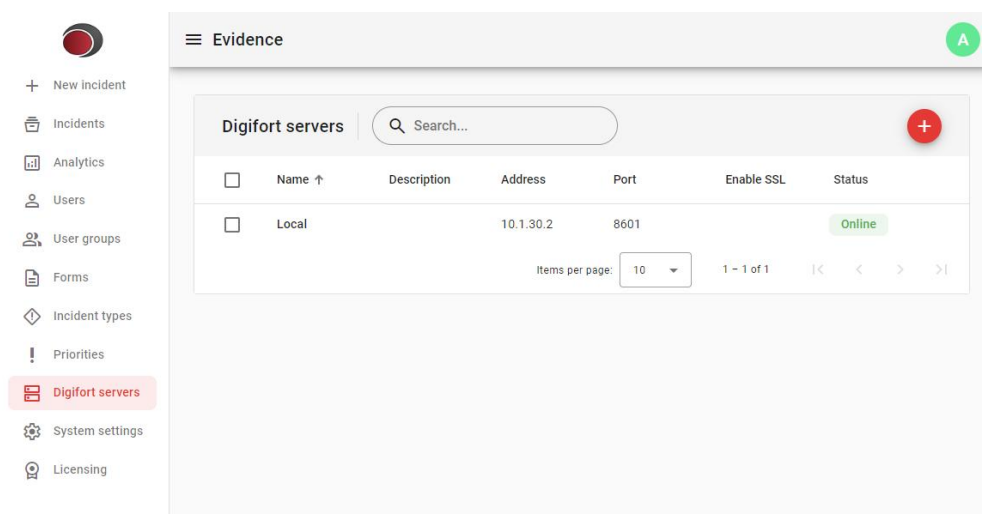 Evidence
A
New incident
Incidents
Analytics
Users
User groups
Forms
Incident types
Priorities
Digifort servers
System settings
Licensing
Digifort servers
Search...
+
Name Description Address Port Enable SSL Status
Local 10.1.30.2 8601 Online
Items per page: 10 1 – 1 of 1